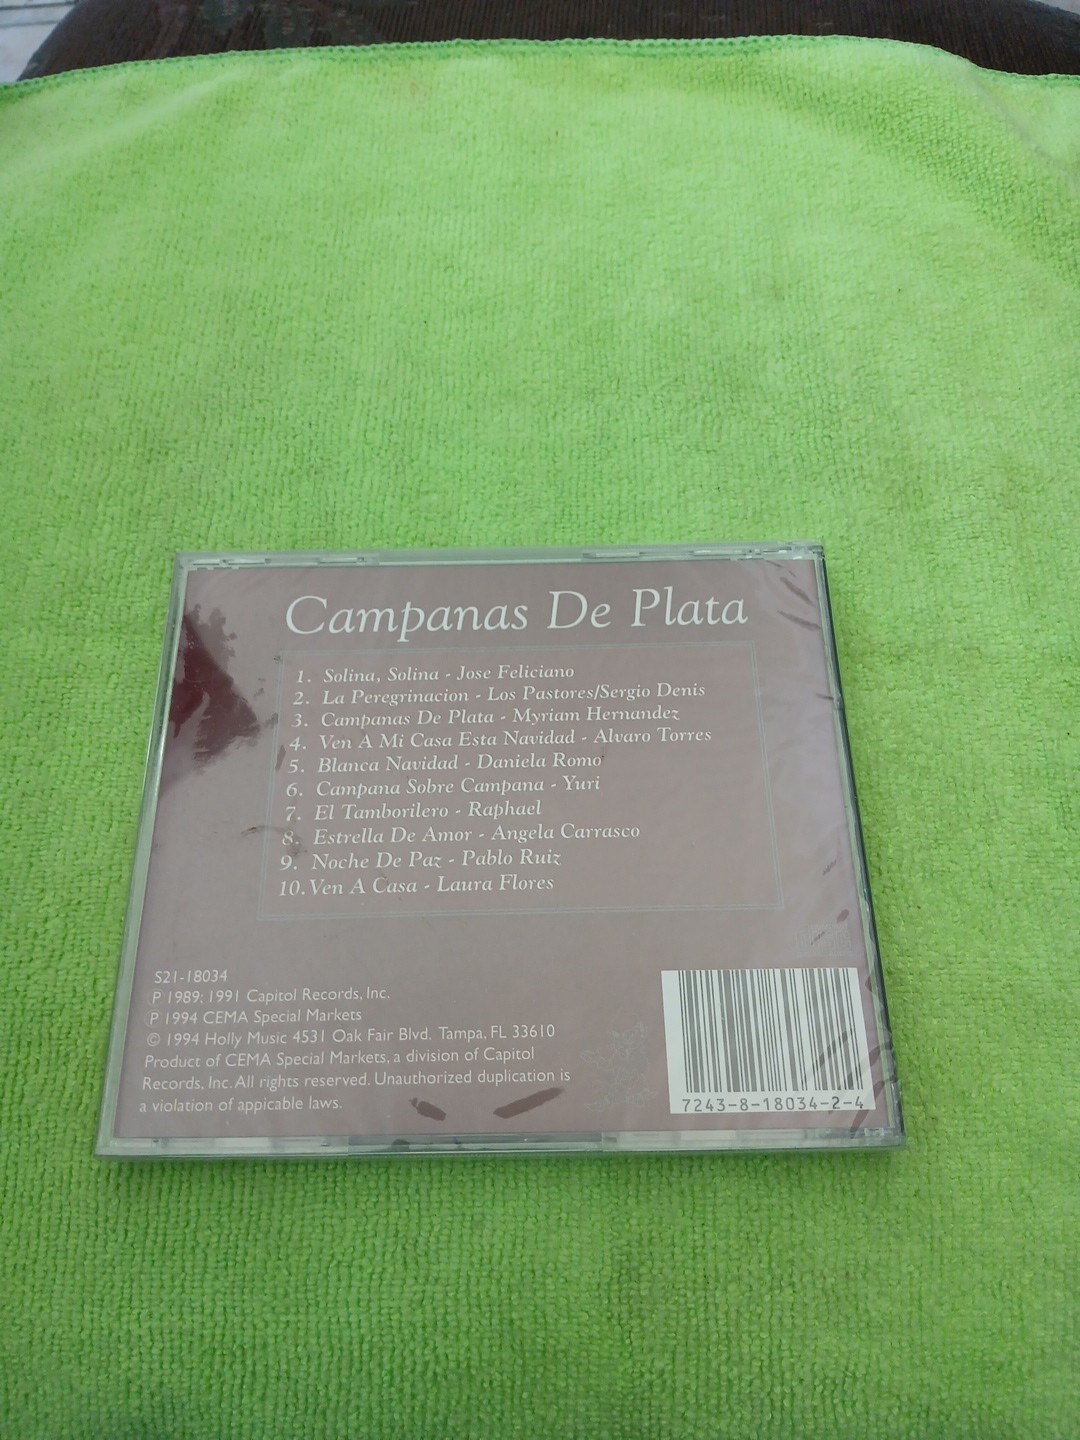 Campanas De Plata
1. Solina, Solina - Jose Feliciano
2. La Peregrinacion - Los Pastores/Sergio Denis
3. Campanas De Plata - Myriam Hernandez
4. Ven A Mi Casa Esta Navidad - Alvaro Torres
5. Blanca Navidad - Daniela Romo
6. Campana Sobre Campana - Yuri
7. El Tamborilero - Raphael
8. Estrella De Amor - Angela Carrasco
9. Noche De Paz - Pablo Ruiz
10. Ven A Casa - Laura Flores
S21-18034
℗ 1989; 1991 Capitol Records, Inc.
℗ 1994 CEMA Special Markets
© 1994 Holly Music 4531 Oak Fair Blvd. Tampa, FL 33610
Product of CEMA Special Markets, a division of Capitol
Records, Inc. All rights reserved. Unauthorized duplication is
a violation of appicable laws.
7243-8-18034-2-4